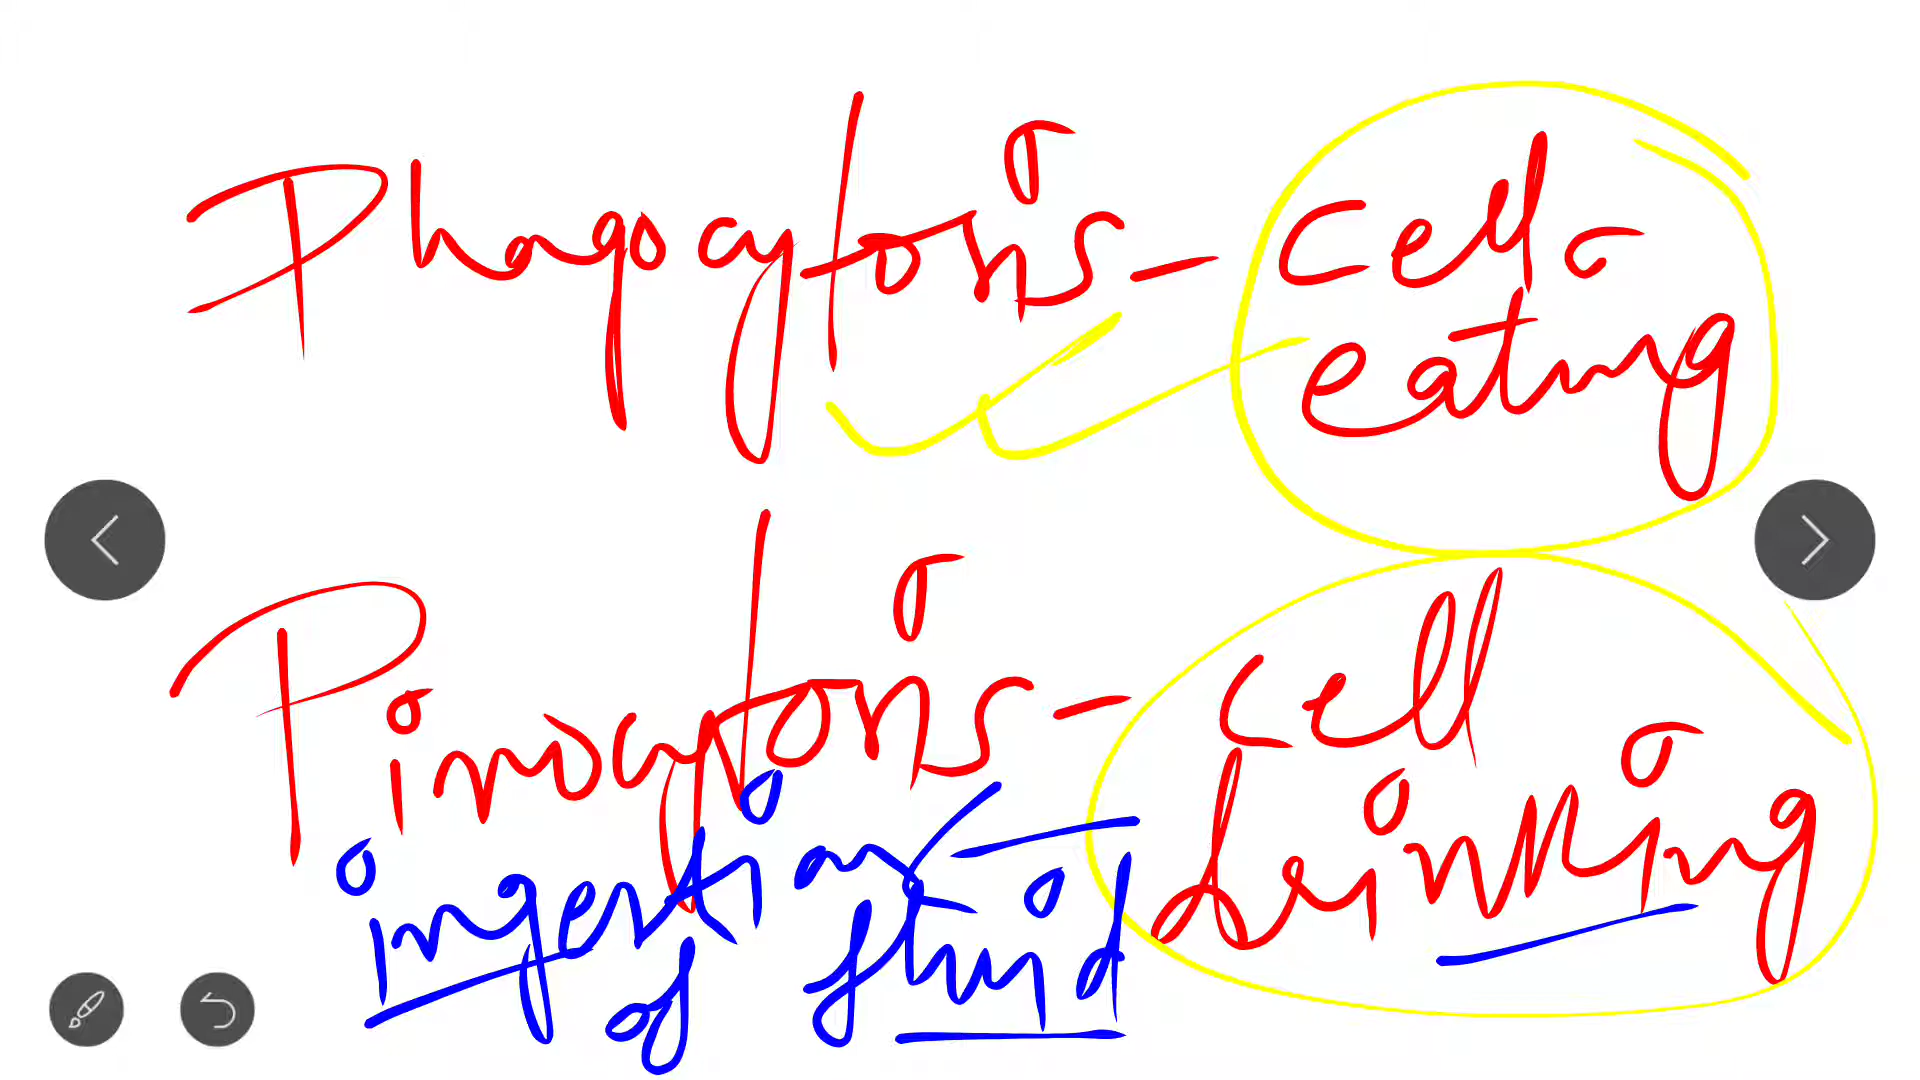 Phagocytosis - cell-
eating
Pinocytosis - cell
drinking
ingestion
of fluid